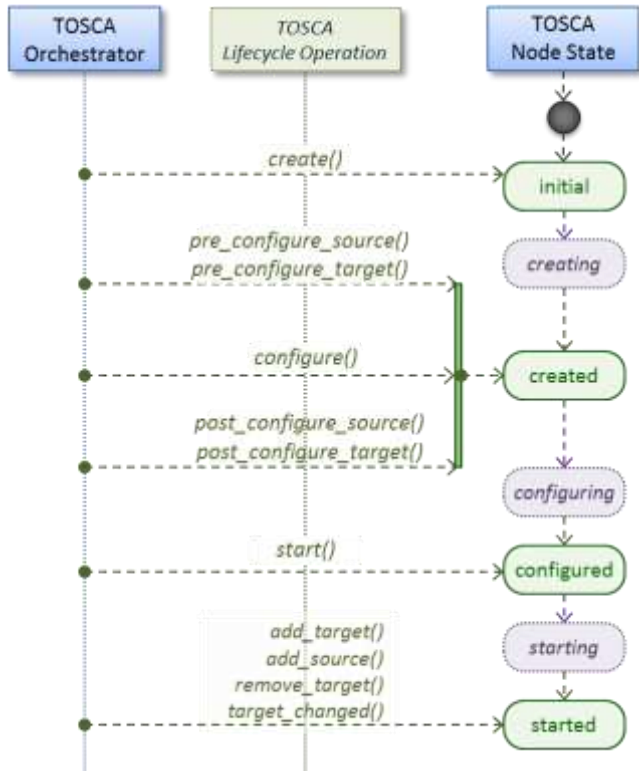 TOSCA
Orchestrator
TOSCA
Lifecycle Operation
TOSCA
Node State
create()
initial
pre_configure_source()
pre_configure_target()
creating
configure()
created
post_configure_source()
post_configure_target()
configuring
start()
configured
add_target()
add_source()
remove_target()
target_changed()
starting
started